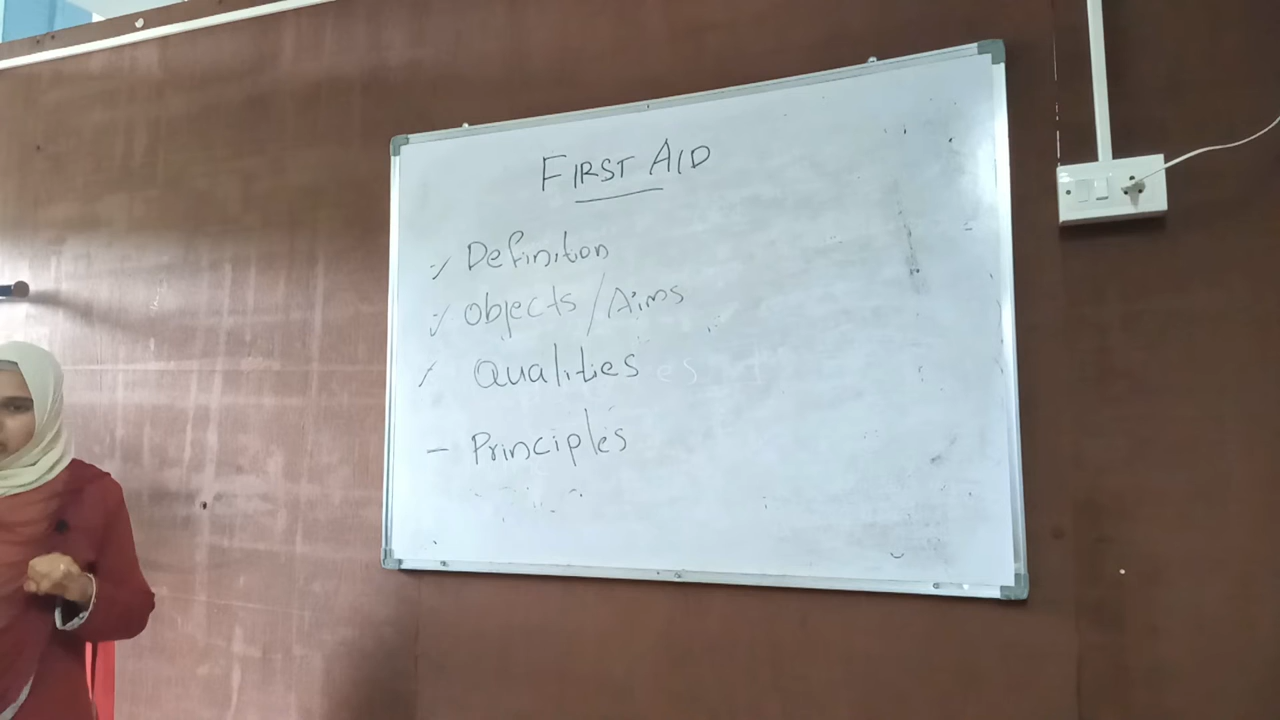 FIRST AID
✓ Definition
✓ Objects/Aims
✓ Qualities
- Principles